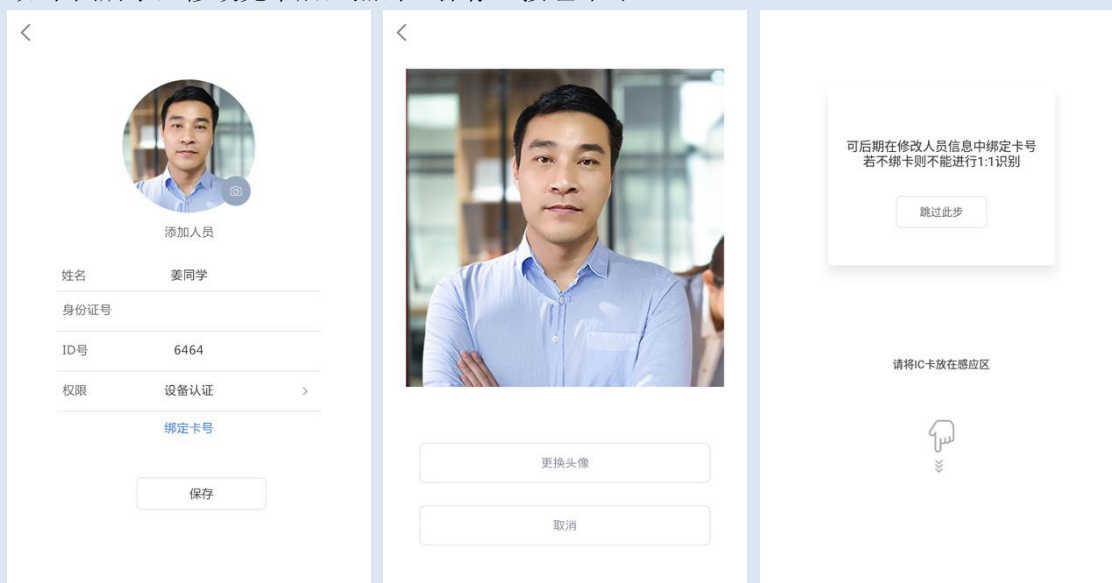 添加人员
姓名 姜同学
身份证号
ID号 6464
权限 设备认证 >
绑定卡号
保存
更换头像
取消
可后期在修改人员信息中绑定卡号
若不绑卡则不能进行1:1识别
跳过此步
请将IC卡放在感应区